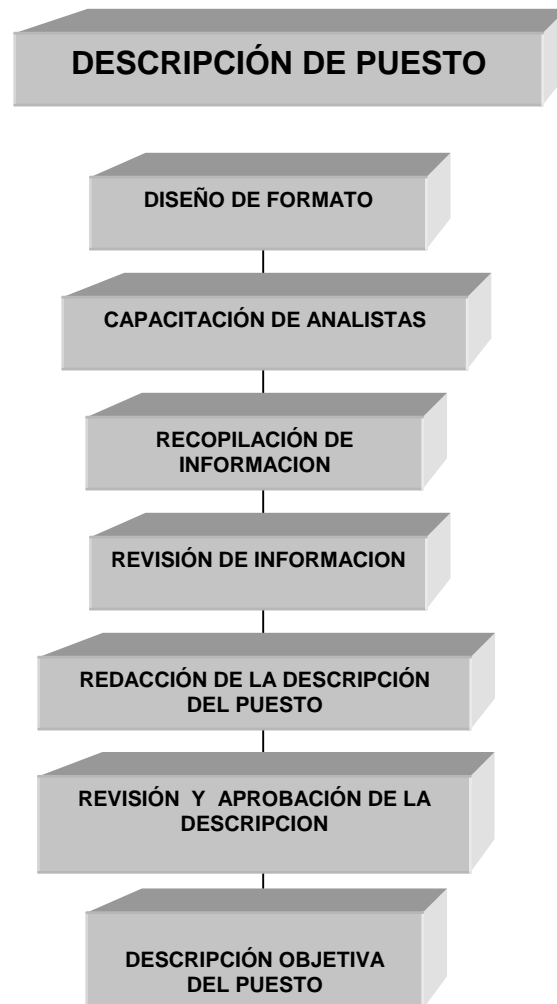 DESCRIPCIÓN DE PUESTO
DISEÑO DE FORMATO
CAPACITACIÓN DE ANALISTAS
RECOPILACIÓN DE
INFORMACION
REVISIÓN DE INFORMACION
REDACCIÓN DE LA DESCRIPCIÓN
DEL PUESTO
REVISIÓN Y APROBACIÓN DE LA
DESCRIPCION
DESCRIPCIÓN OBJETIVA
DEL PUESTO